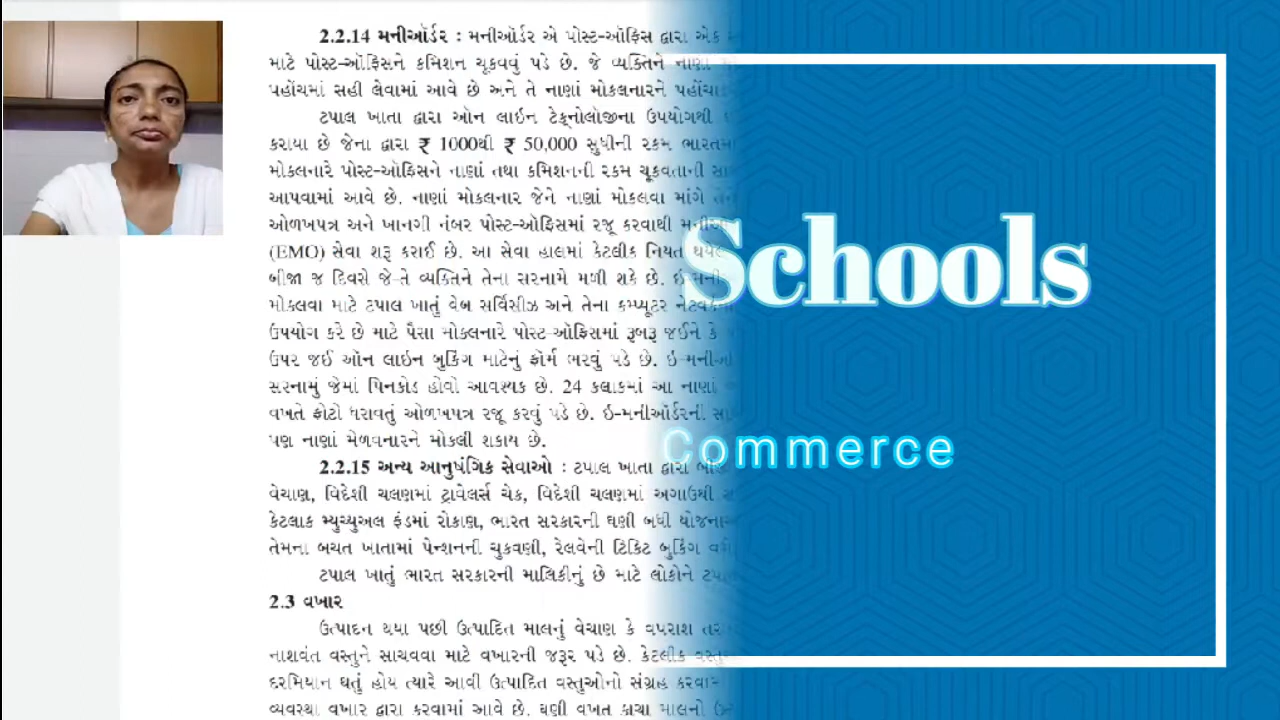 2.2.14 મનીઑર્ડર : મનીઑર્ડર એ પોસ્ટ-ઑફિસ દ્વારા એક
માટે પોસ્ટ-ઑફિસને કમિશન ચૂકવવું પડે છે. જે વ્યક્તિને નાણાં
પહોંચમાં સહી લેવામાં આવે છે અને તે નાણાં મોકલનારને
ટપાલ ખાતા દ્વારા ઑન લાઇન ટેક્નોલૉજીના ઉપયોગથી
કરાયા છે જેના દ્વારા ₹ 1000થી ₹ 50,000 સુધીની રકમ
મોકલનારે પોસ્ટ-ઑફિસને નાણાં તથા કમિશનની રકમ ચૂકવતાની
આપવામાં આવે છે. નાણાં મોકલનાર જેને નાણાં મોકલવા માંગે
ઓળખપત્ર અને ખાનગી નંબર પોસ્ટ-ઑફિસમાં રજૂ કરવાથી
(EMO) સેવા શરૂ કરાઈ છે. આ સેવા હાલમાં કેટલીક નિયત
બીજા જ દિવસે જે-તે વ્યક્તિને તેના સરનામે મળી શકે છે.
મોકલવા માટે ટપાલ ખાતું વેબ સર્વિસીઝ અને તેના કમ્પ્યૂટર
ઉપયોગ કરે છે માટે પૈસા મોકલનારે પોસ્ટ-ઑફિસમાં રૂબરૂ જઈને કે
ઉપર જઈ ઑન લાઇન બુકિંગ માટેનું ફૉર્મ ભરવું પડે છે.
સરનામું જેમાં પિનકોડ હોવો આવશ્યક છે. 24 કલાકમાં આ નાણાં
વખતે ફોટો ધરાવતું ઓળખપત્ર રજૂ કરવું પડે છે. ઇ-મનીઑર્ડરની
પણ નાણાં મેળવનારને મોકલી શકાય છે.
2.2.15 અન્ય આનુષંગિક સેવાઓ : ટપાલ ખાતા દ્વારા
વેચાણ, વિદેશી ચલણમાં ટ્રાવેલર્સ ચેક, વિદેશી ચલણમાં અગાઉથી
કેટલાક મ્યુચ્યુઅલ ફંડમાં રોકાણ, ભારત સરકારની ઘણી બધી
તેમના બચત ખાતામાં પેન્શનની ચુકવણી, રેલવેની ટિકિટ બુકિંગ
ટપાલ ખાતું ભારત સરકારની માલિકીનું છે માટે લોકોને
2.3 વખાર
ઉત્પાદન થયા પછી ઉત્પાદિત માલનું વેચાણ કે વપરાશ
નાશવંત વસ્તુને સાચવવા માટે વખારની જરૂર પડે છે. કેટલીક
દરમિયાન થતું હોય ત્યારે આવી ઉત્પાદિત વસ્તુઓનો સંગ્રહ
વ્યવસ્થા વખાર દ્વારા કરવામાં આવે છે. ઘણી વખત કાચા માલનો
Schools
Commerce